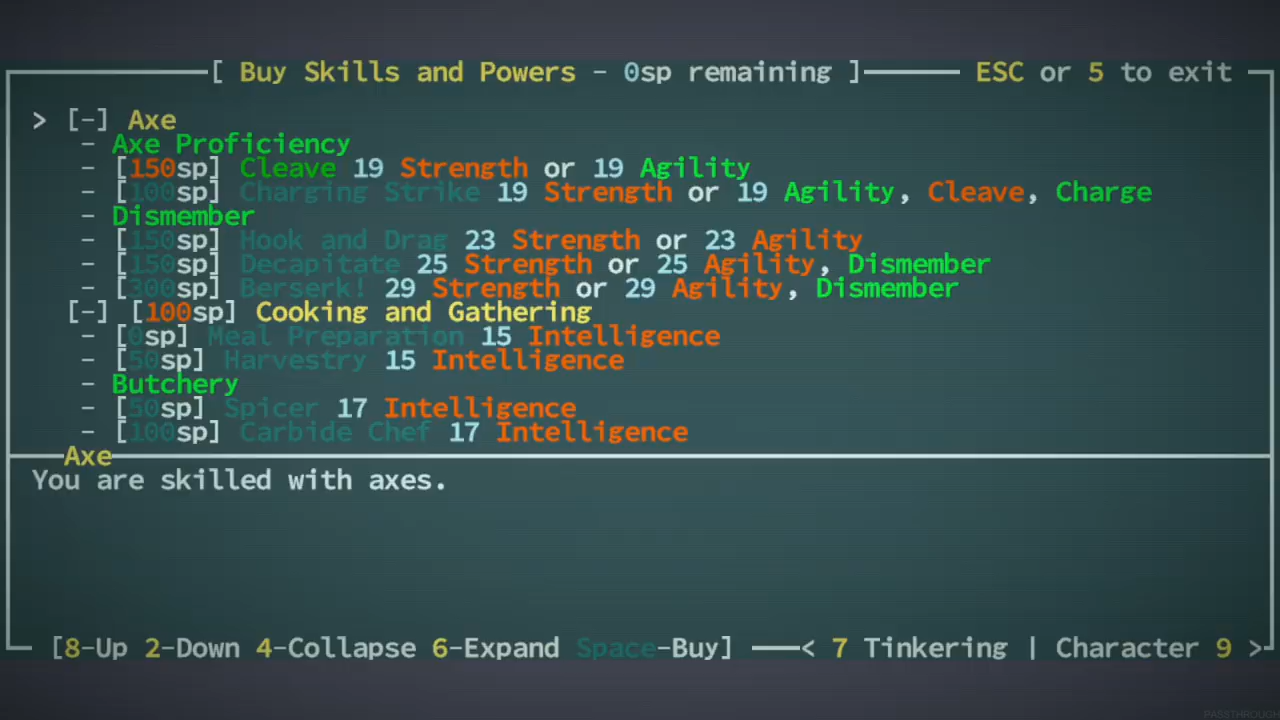 [ Buy Skills and Powers - 0sp remaining ] ESC or 5 to exit
> [-] Axe
- Axe Proficiency
- [150sp] Cleave 19 Strength or 19 Agility
- [100sp] Charging Strike 19 Strength or 19 Agility, Cleave, Charge
- Dismember
- [150sp] Hook and Drag 23 Strength or 23 Agility
- [150sp] Decapitate 25 Strength or 25 Agility, Dismember
- [300sp] Berserk! 29 Strength or 29 Agility, Dismember
[-] [100sp] Cooking and Gathering
- [0sp] Meal Preparation 15 Intelligence
- [50sp] Harvestry 15 Intelligence
- Butchery
- [50sp] Spicer 17 Intelligence
- [100sp] Carbide Chef 17 Intelligence
Axe
You are skilled with axes.
[8-Up 2-Down 4-Collapse 6-Expand Space-Buy] < 7 Tinkering | Character 9 >
PASSTHROUGH